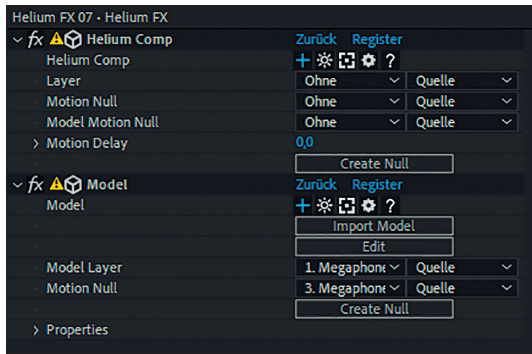 Helium FX 07 • Helium FX
fx Helium Comp Zurück Register
Helium Comp ?
Layer Ohne Quelle
Motion Null Ohne Quelle
Model Motion Null Ohne Quelle
Motion Delay 0,0
Create Null
fx Model Zurück Register
Model ?
Import Model
Edit
Model Layer 1. Megaphone Quelle
Motion Null 3. Megaphone Quelle
Create Null
Properties